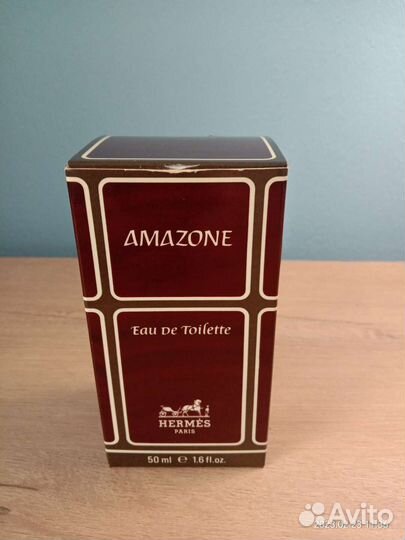 AMAZONE
Eau De Toilette
HERMÈS
PARIS
50 ml e 1.6 fl.oz.
Avito